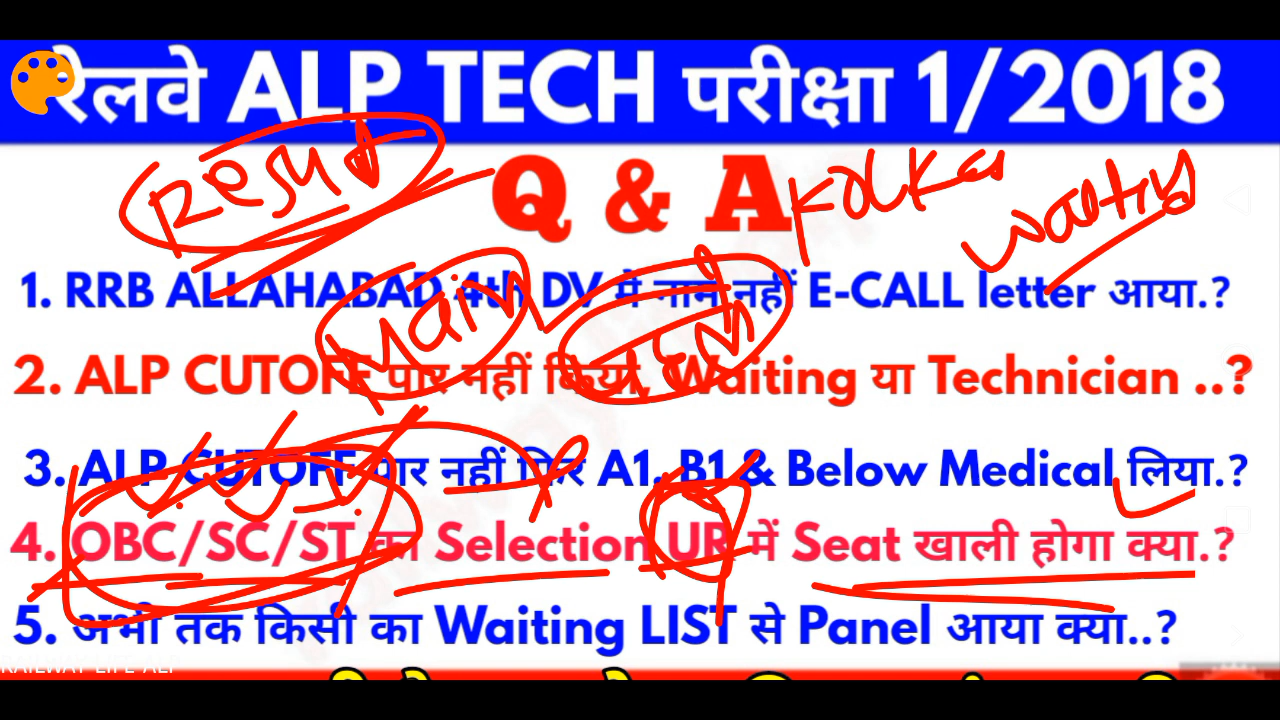 रेलवे ALP TECH परीक्षा 1/2018
Q & A
Result
Kolka
waiting
1. RRB ALLAHABAD 4th DV में नाम नहीं E-CALL letter आया.?
Main
2. ALP CUTOFF पार नहीं किया, Waiting या Technician ..?
3. ALP CUTOFF पार नहीं फिर A1, B1 & Below Medical लिया.?
4. OBC/SC/ST का Selection UR में Seat खाली होगा क्या.?
5. अभी तक किसी का Waiting LIST से Panel आया क्या..?